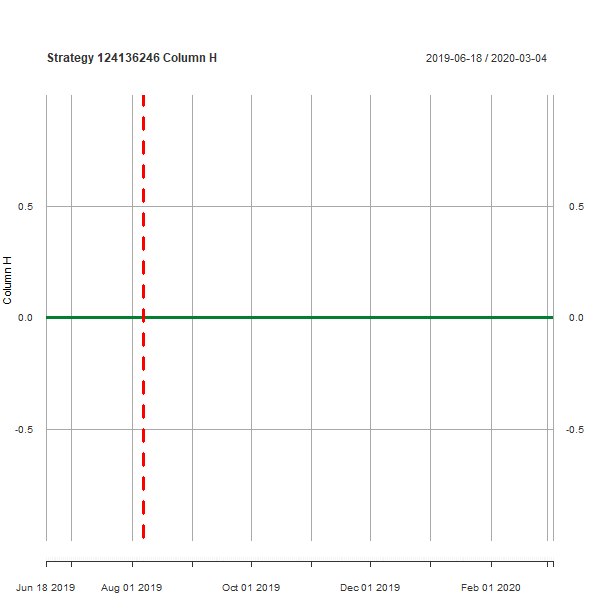 Strategy 124136246 Column H
2019-06-18 / 2020-03-04
0.5
0.5
Column H
0.0
0.0
-0.5
-0.5
Jun 18 2019
Aug 01 2019
Oct 01 2019
Dec 01 2019
Feb 01 2020